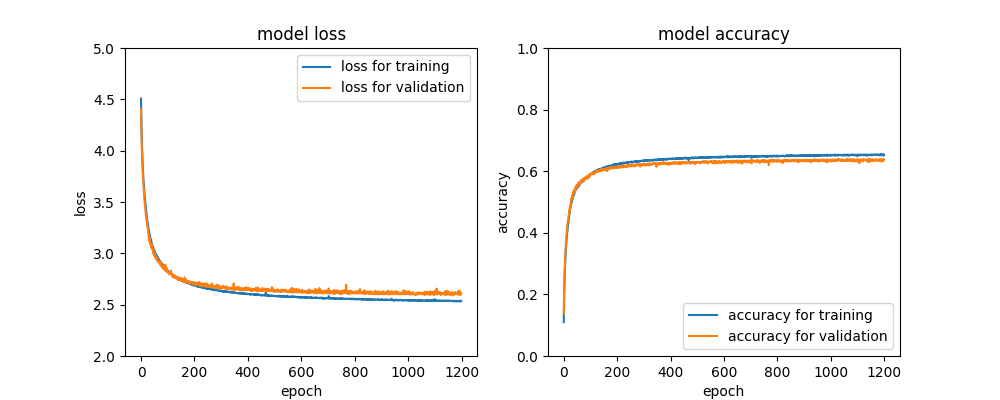 model loss
5.0
4.5
4.0
3.5
3.0
2.5
2.0
loss
loss for training
loss for validation
0 200 400 600 800 1000 1200
epoch
model accuracy
1.0
0.8
0.6
0.4
0.2
0.0
accuracy
accuracy for training
accuracy for validation
0 200 400 600 800 1000 1200
epoch